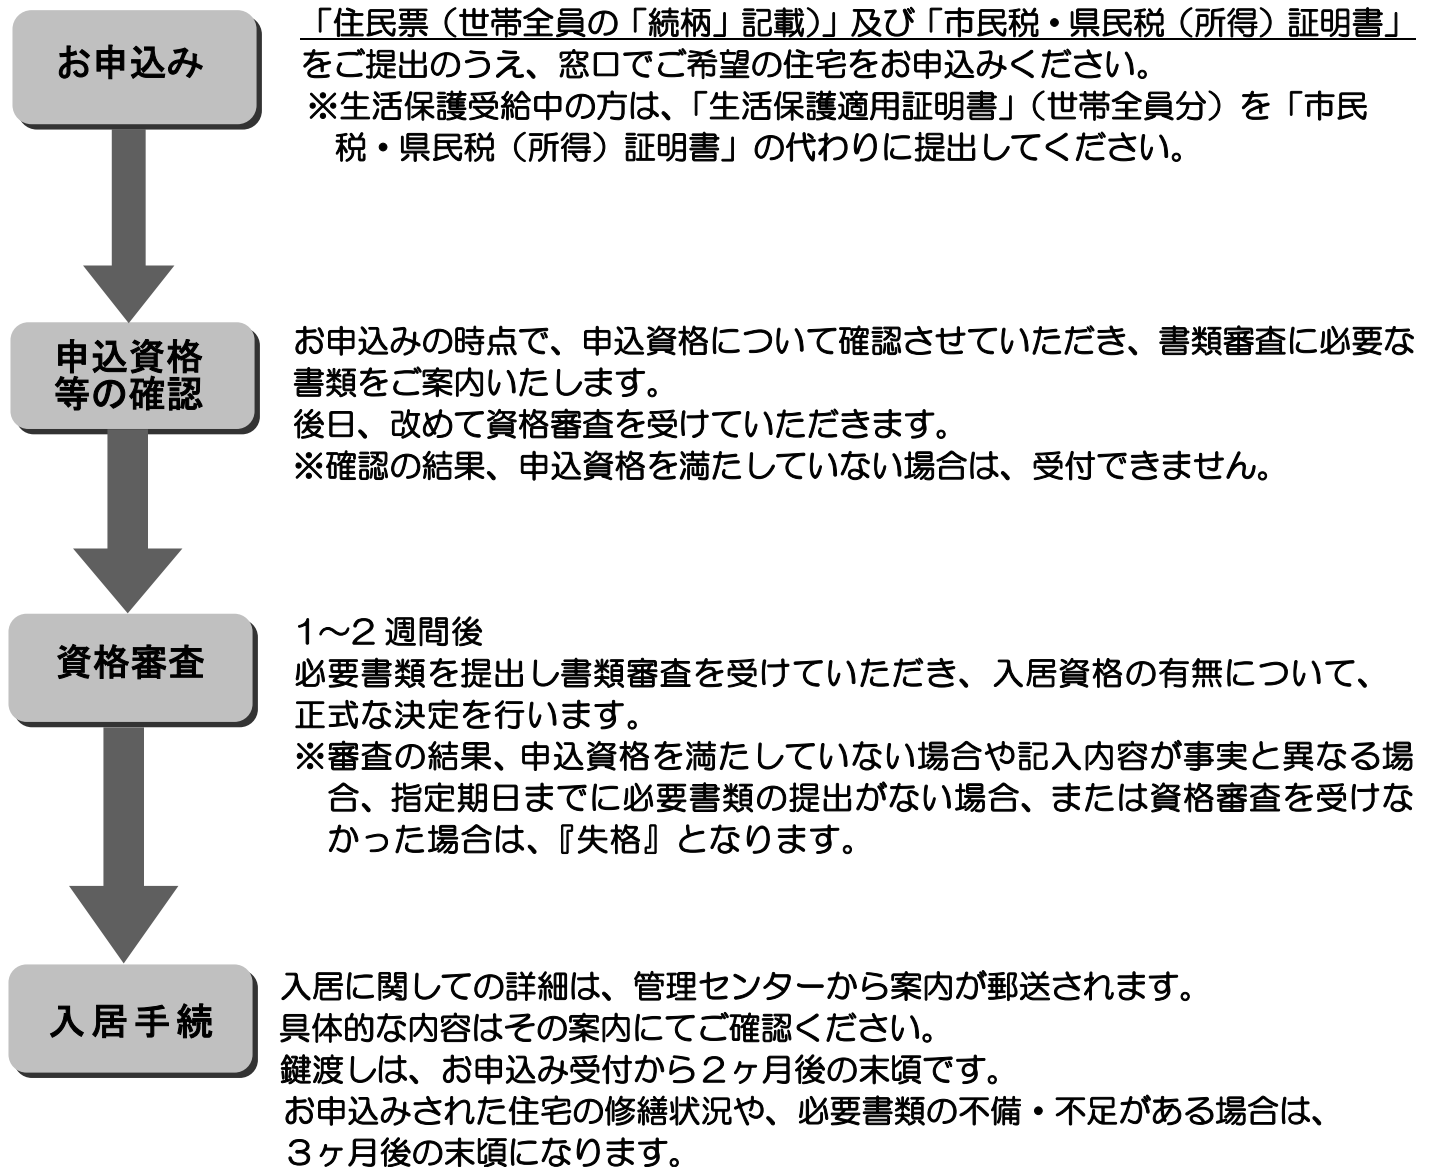 お申込み
「住民票（世帯全員の「続柄」記載）」及び「市民税・県民税（所得）証明書」
をご提出のうえ、窓口でご希望の住宅をお申込みください。
※生活保護受給中の方は、「生活保護適用証明書」（世帯全員分）を「市民
税・県民税（所得）証明書」の代わりに提出してください。
申込資格
等の確認
お申込みの時点で、申込資格について確認させていただき、書類審査に必要な
書類をご案内いたします。
後日、改めて資格審査を受けていただきます。
※確認の結果、申込資格を満たしていない場合は、受付できません。
資格審査
1～2 週間後
必要書類を提出し書類審査を受けていただき、入居資格の有無について、
正式な決定を行います。
※審査の結果、申込資格を満たしていない場合や記入内容が事実と異なる場
合、指定期日までに必要書類の提出がない場合、または資格審査を受けな
かった場合は、『失格』となります。
入居手続
入居に関しての詳細は、管理センターから案内が郵送されます。
具体的な内容はその案内にてご確認ください。
鍵渡しは、お申込み受付から２ヶ月後の末頃です。
お申込みされた住宅の修繕状況や、必要書類の不備・不足がある場合は、
３ヶ月後の末頃になります。